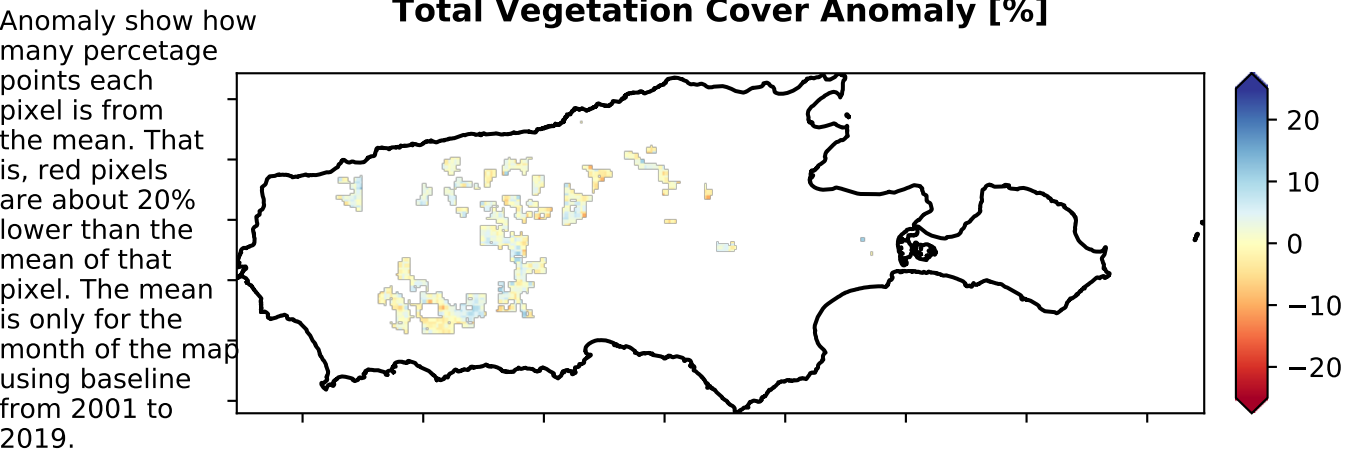 Total Vegetation Cover Anomaly [%]
Anomaly show how
many percetage
points each
pixel is from
the mean. That
is, red pixels
are about 20%
lower than the
mean of that
pixel. The mean
is only for the
month of the map
using baseline
from 2001 to
2019.
20
10
0
−10
−20